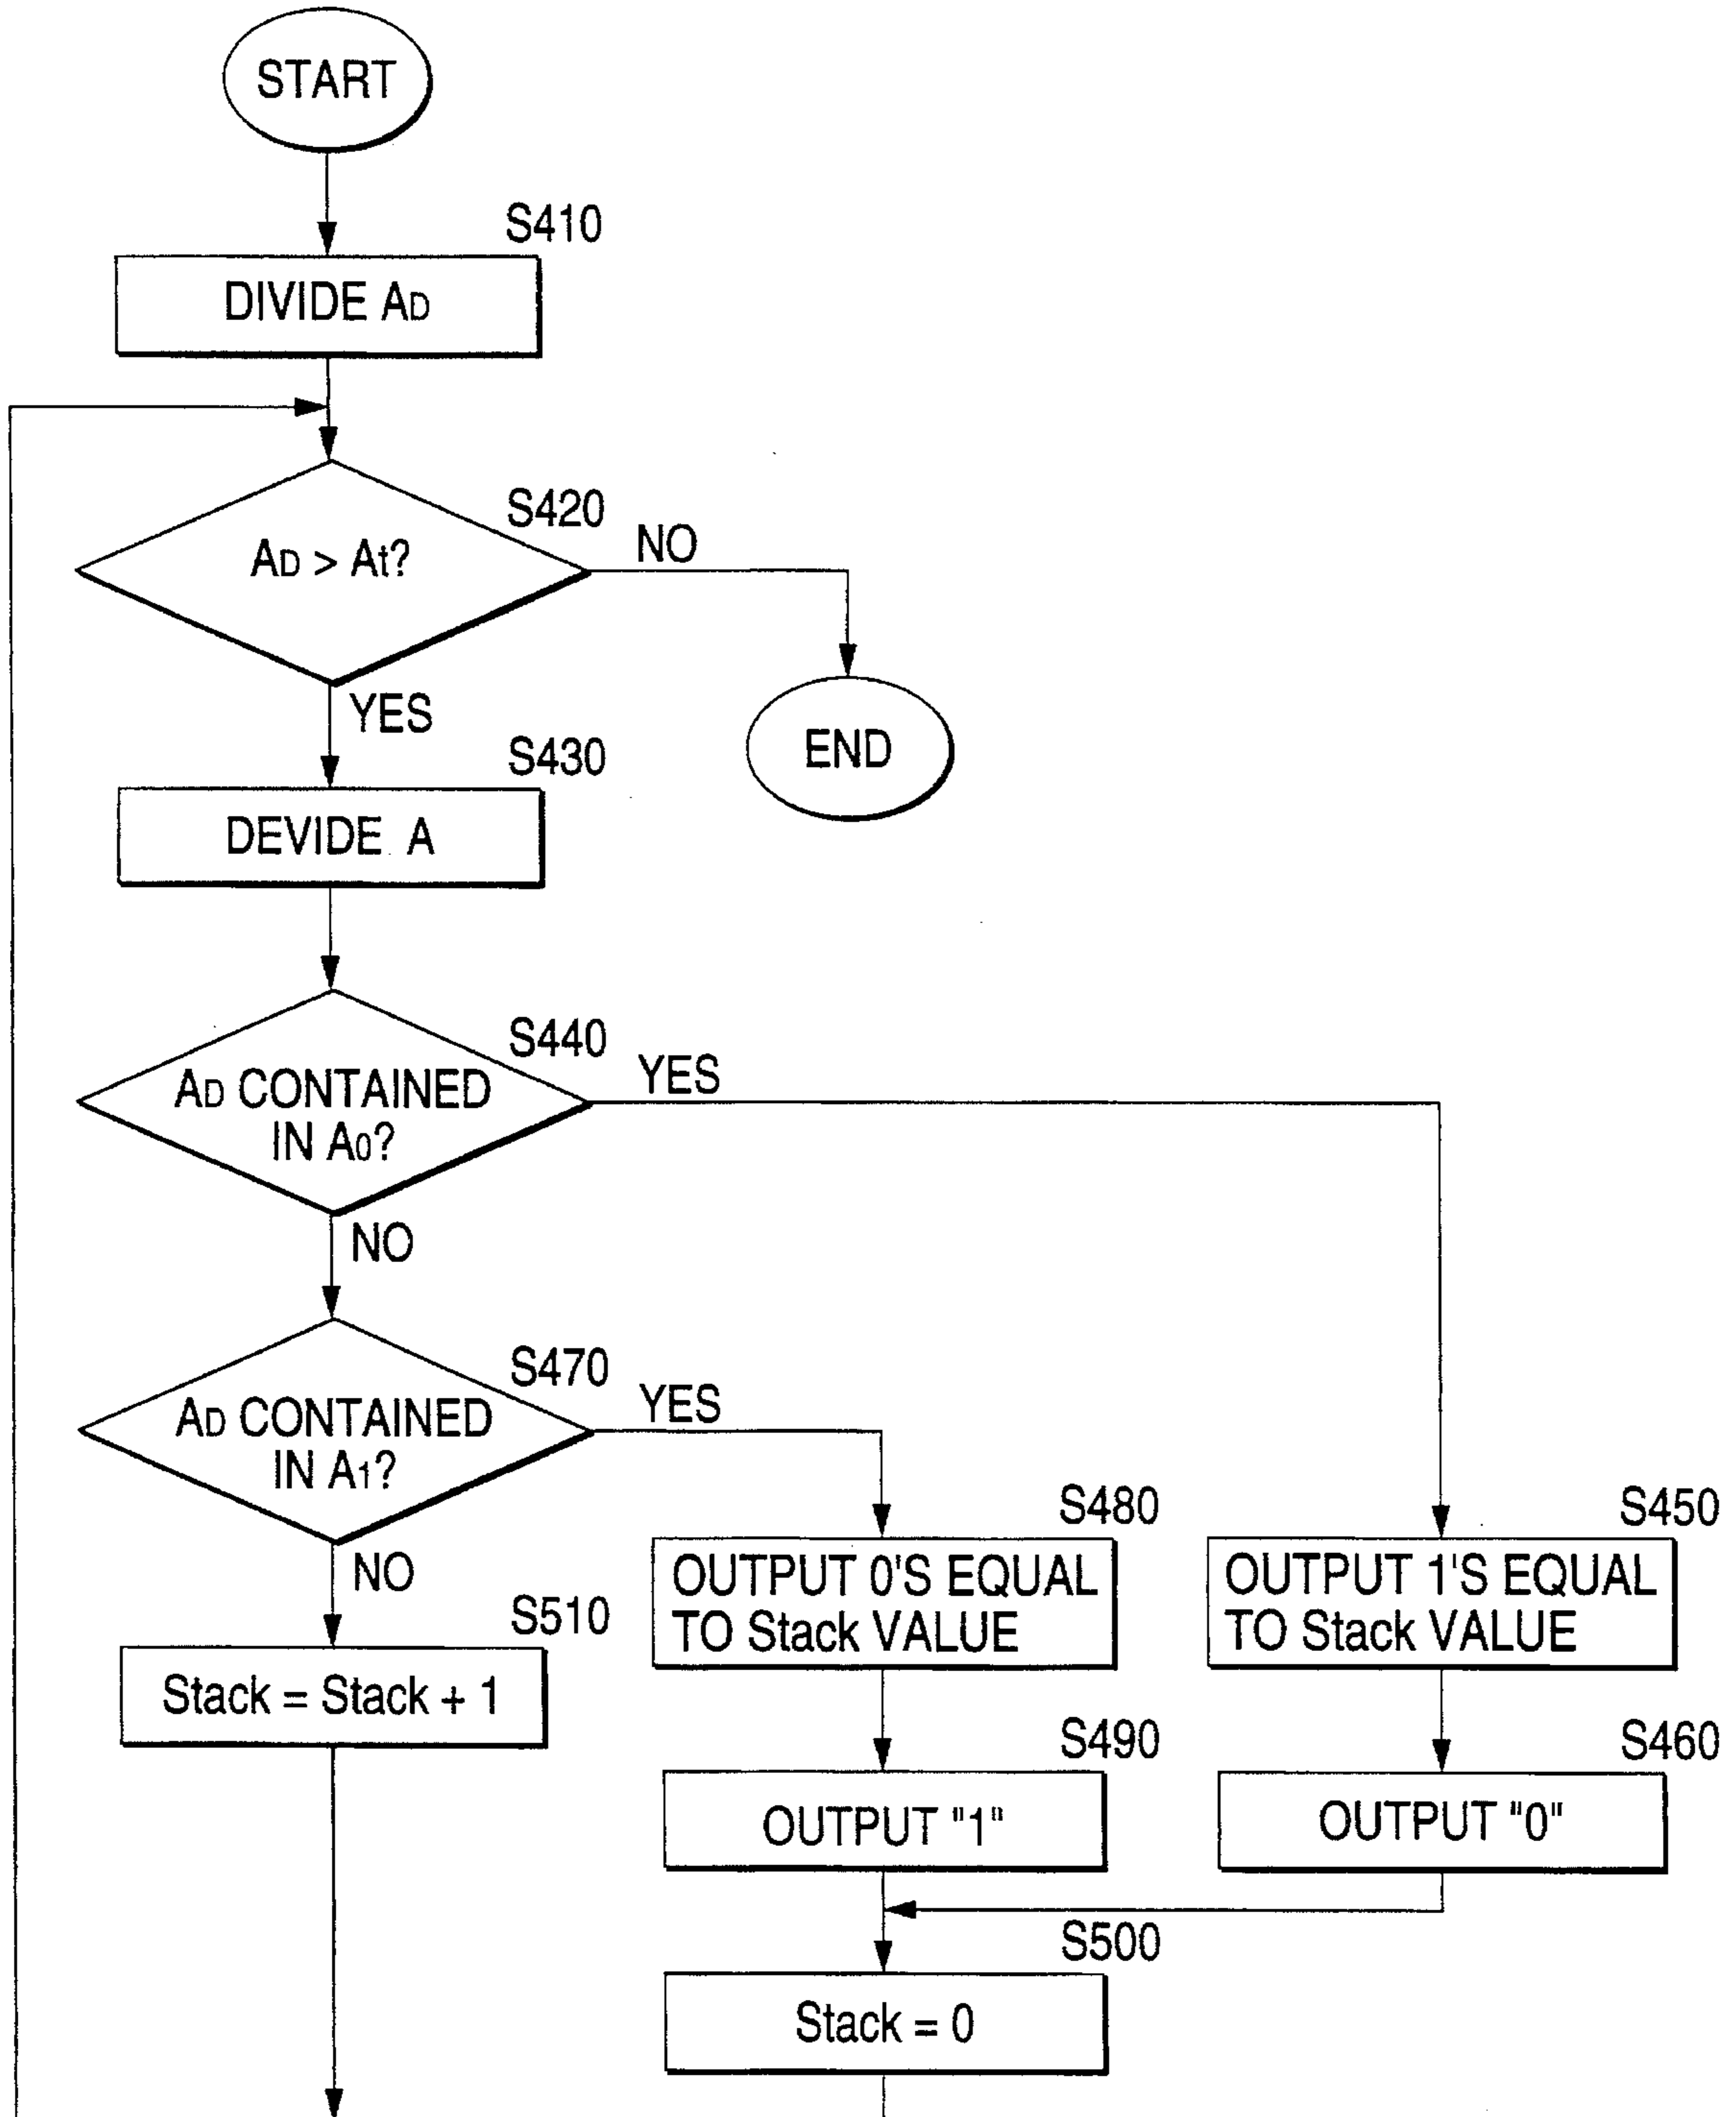 START
S410
DIVIDE AD
S420
AD > At?
NO
YES
END
S430
DEVIDE A
S440
AD CONTAINED
IN A0?
YES
NO
S470
AD CONTAINED
IN A1?
YES
NO
S480
OUTPUT 0'S EQUAL
TO Stack VALUE
S450
OUTPUT 1'S EQUAL
TO Stack VALUE
S510
Stack = Stack + 1
S490
OUTPUT "1"
S460
OUTPUT "0"
S500
Stack = 0